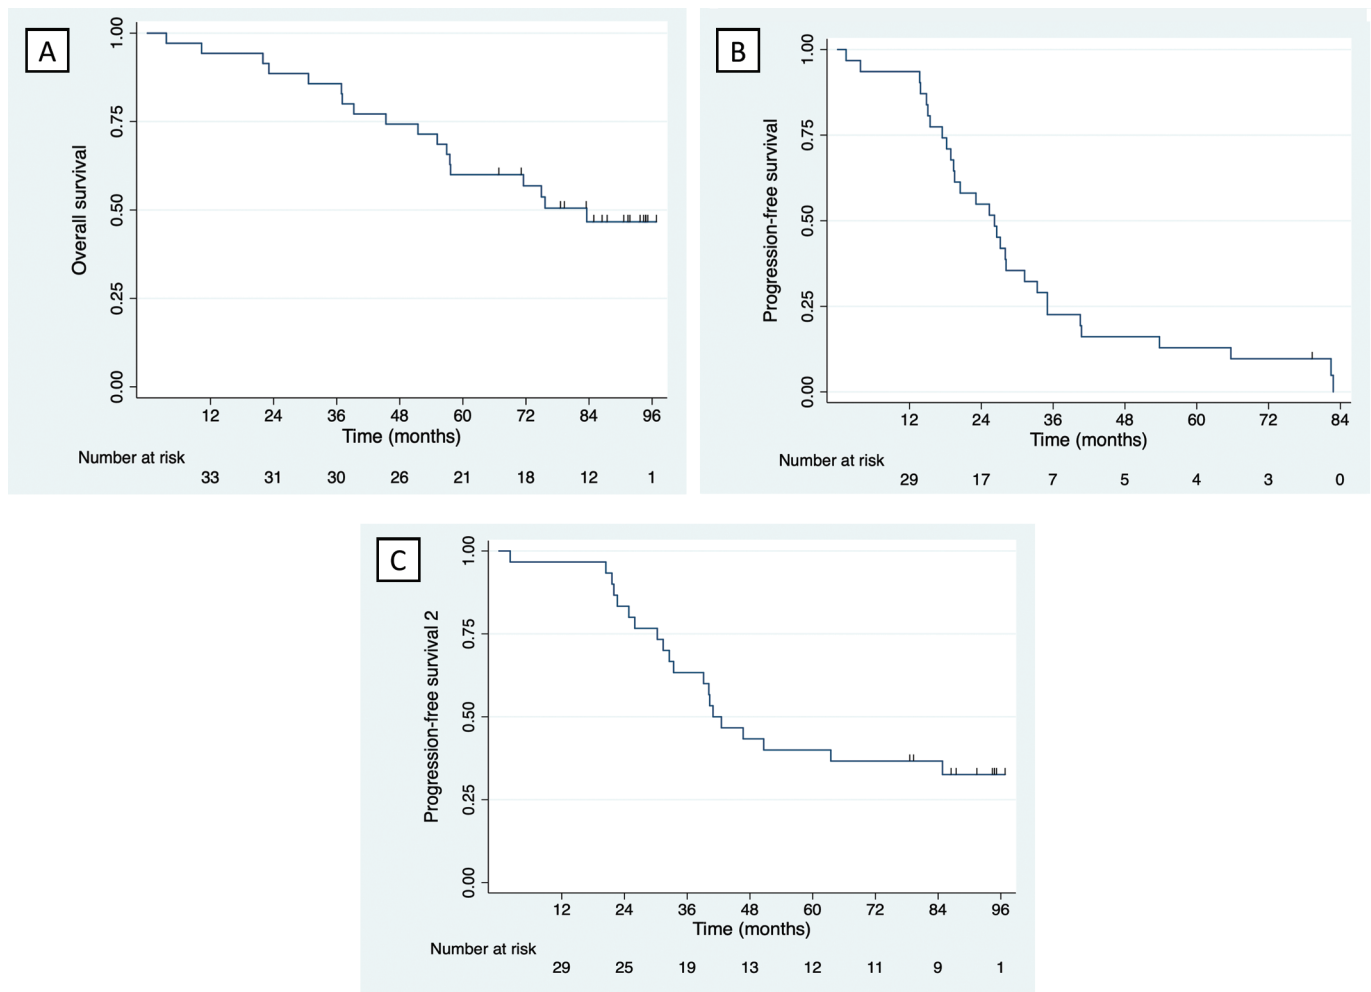 A
Overall survival
1.00
0.75
0.50
0.25
0.00
12 24 36 48 60 72 84 96
Time (months)
Number at risk
33 31 30 26 21 18 12 1
B
Progression-free survival
1.00
0.75
0.50
0.25
0.00
12 24 36 48 60 72 84
Time (months)
Number at risk
29 17 7 5 4 3 0
C
Progression-free survival 2
1.00
0.75
0.50
0.25
0.00
12 24 36 48 60 72 84 96
Time (months)
Number at risk
29 25 19 13 12 11 9 1